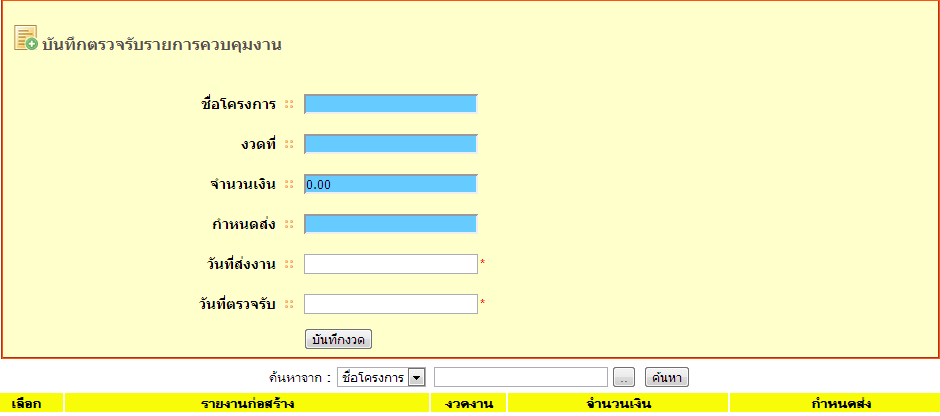 บันทึกตรวจรับรายการควบคุมงาน
ชื่อโครงการ ::
งวดที่ ::
จำนวนเงิน :: 0.00
กำหนดส่ง ::
วันที่ส่งงาน :: *
วันที่ตรวจรับ :: *
บันทึกงวด
ค้นหาจาก : ชื่อโครงการ .. ค้นหา
เลือก รายงานก่อสร้าง งวดงาน จำนวนเงิน กำหนดส่ง